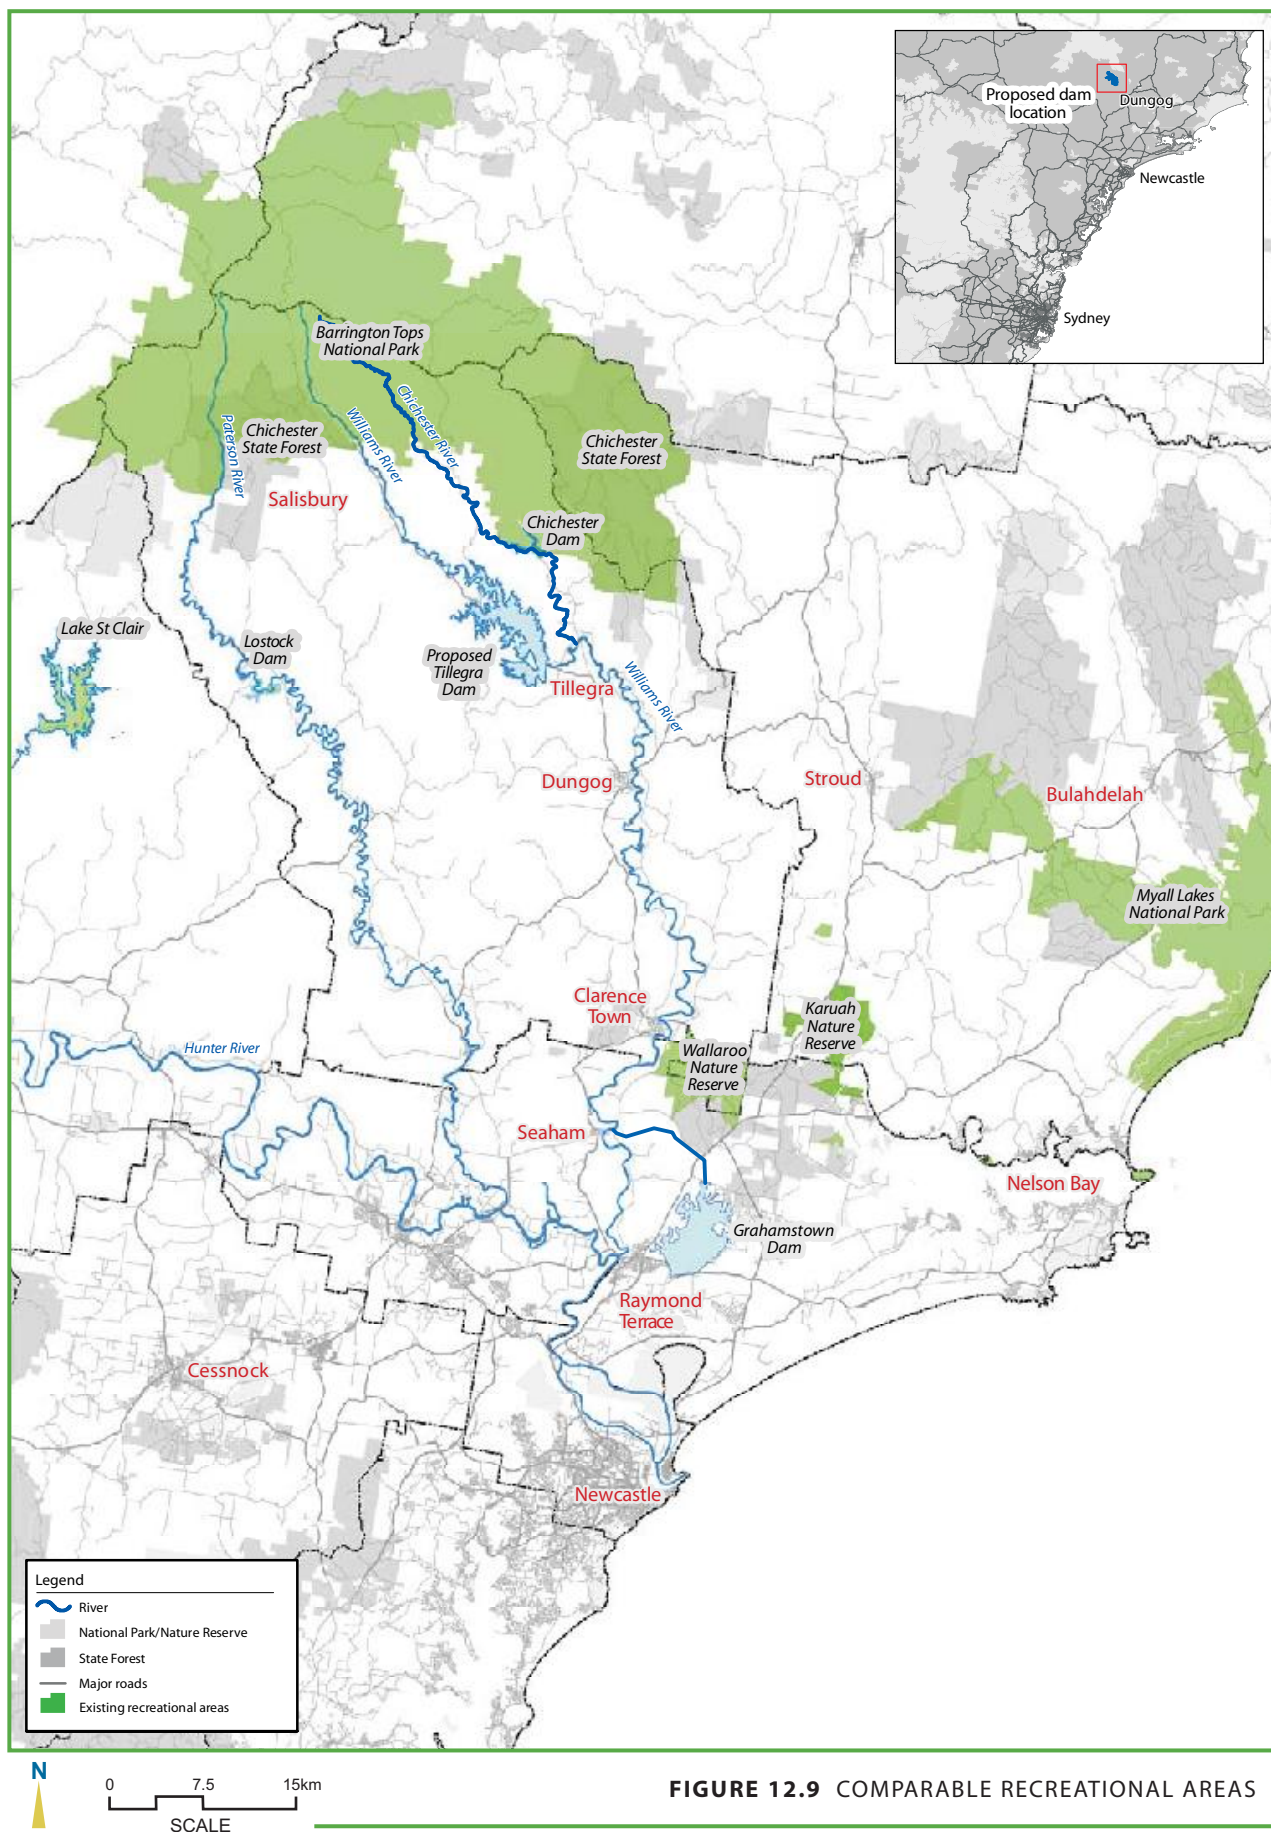 Proposed dam
location
Dungog
Newcastle
Sydney
Barrington Tops
National Park
Chichester River
Williams River
Paterson River
Chichester
State Forest
Chichester
State Forest
Salisbury
Chichester
Dam
Lake St Clair
Lostock
Dam
Proposed
Tillegra
Dam
Tillegra
Williams River
Dungog
Stroud
Bulahdelah
Myall Lakes
National Park
Clarence
Town
Karuah
Nature
Reserve
Hunter River
Wallaroo
Nature
Reserve
Seaham
Nelson Bay
Grahamstown
Dam
Raymond
Terrace
Cessnock
Newcastle
Legend
River
National Park/Nature Reserve
State Forest
Major roads
Existing recreational areas
N
0 7.5 15km
SCALE
FIGURE 12.9 COMPARABLE RECREATIONAL AREAS